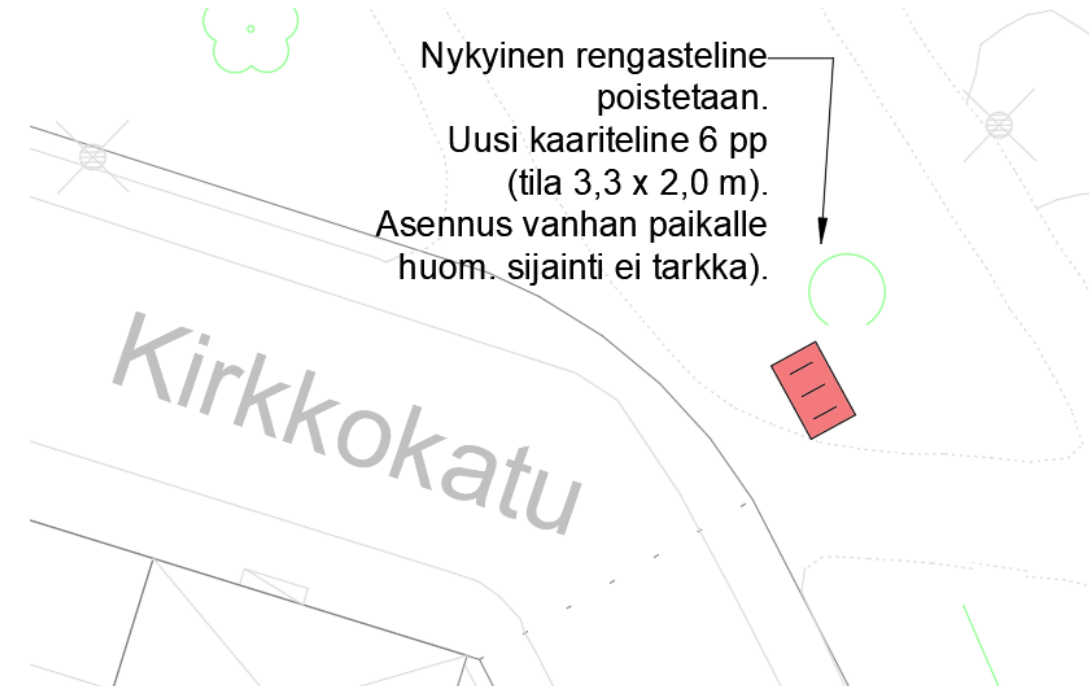 Nykyinen rengasteline
poistetaan.
Uusi kaariteline 6 pp
(tila 3,3 x 2,0 m).
Asennus vanhan paikalle
huom. sijainti ei tarkka).
Kirkkokatu